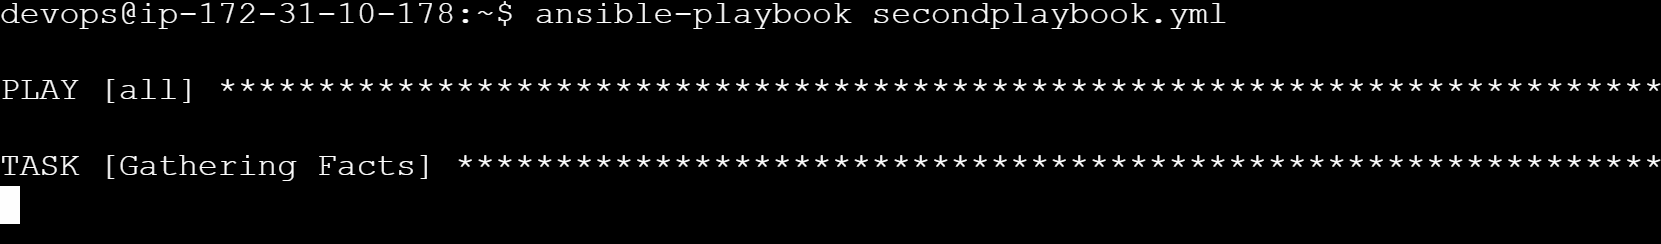 devops@ip-172-31-10-178:~$ ansible-playbook secondplaybook.yml
PLAY [all] *************************************************************************
TASK [Gathering Facts] *************************************************************